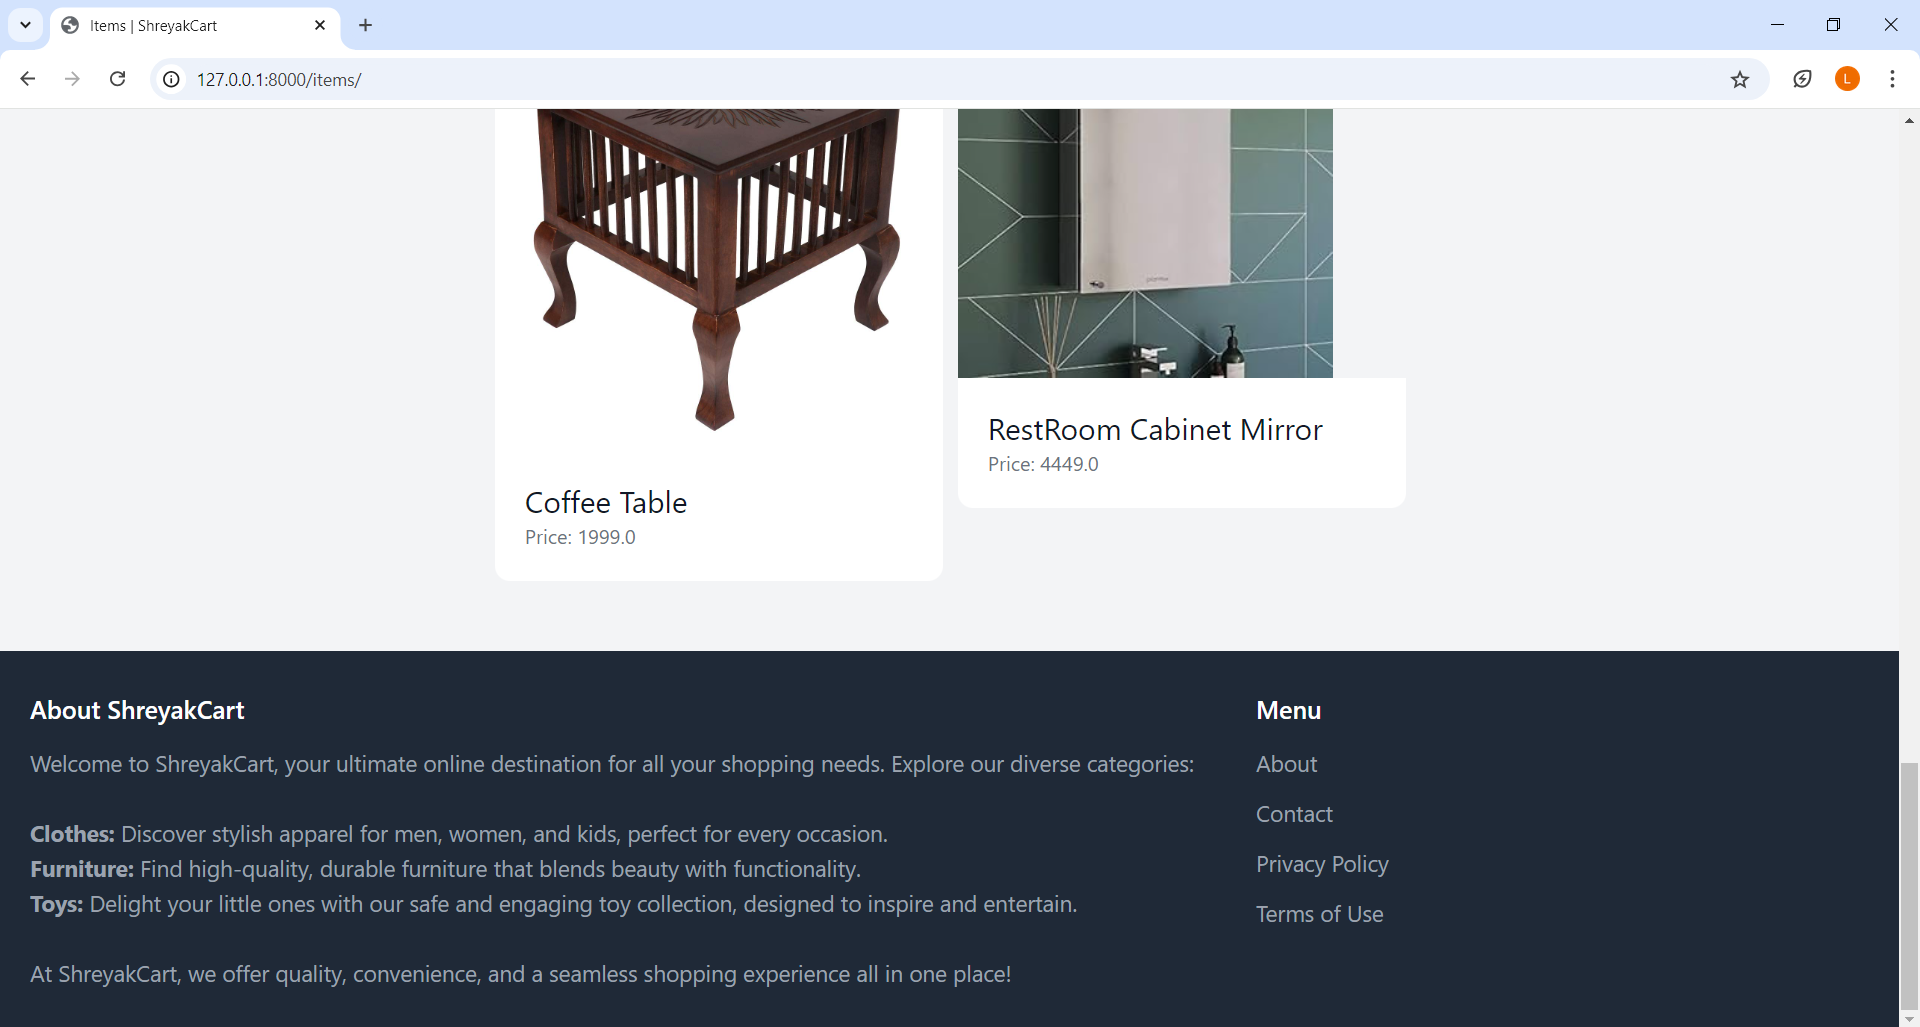 Items | ShreyakCart
127.0.0.1:8000/items/
L
RestRoom Cabinet Mirror
Price: 4449.0
Coffee Table
Price: 1999.0
About ShreyakCart
Welcome to ShreyakCart, your ultimate online destination for all your shopping needs. Explore our diverse categories:
Clothes: Discover stylish apparel for men, women, and kids, perfect for every occasion.
Furniture: Find high-quality, durable furniture that blends beauty with functionality.
Toys: Delight your little ones with our safe and engaging toy collection, designed to inspire and entertain.
At ShreyakCart, we offer quality, convenience, and a seamless shopping experience all in one place!
Menu
About
Contact
Privacy Policy
Terms of Use